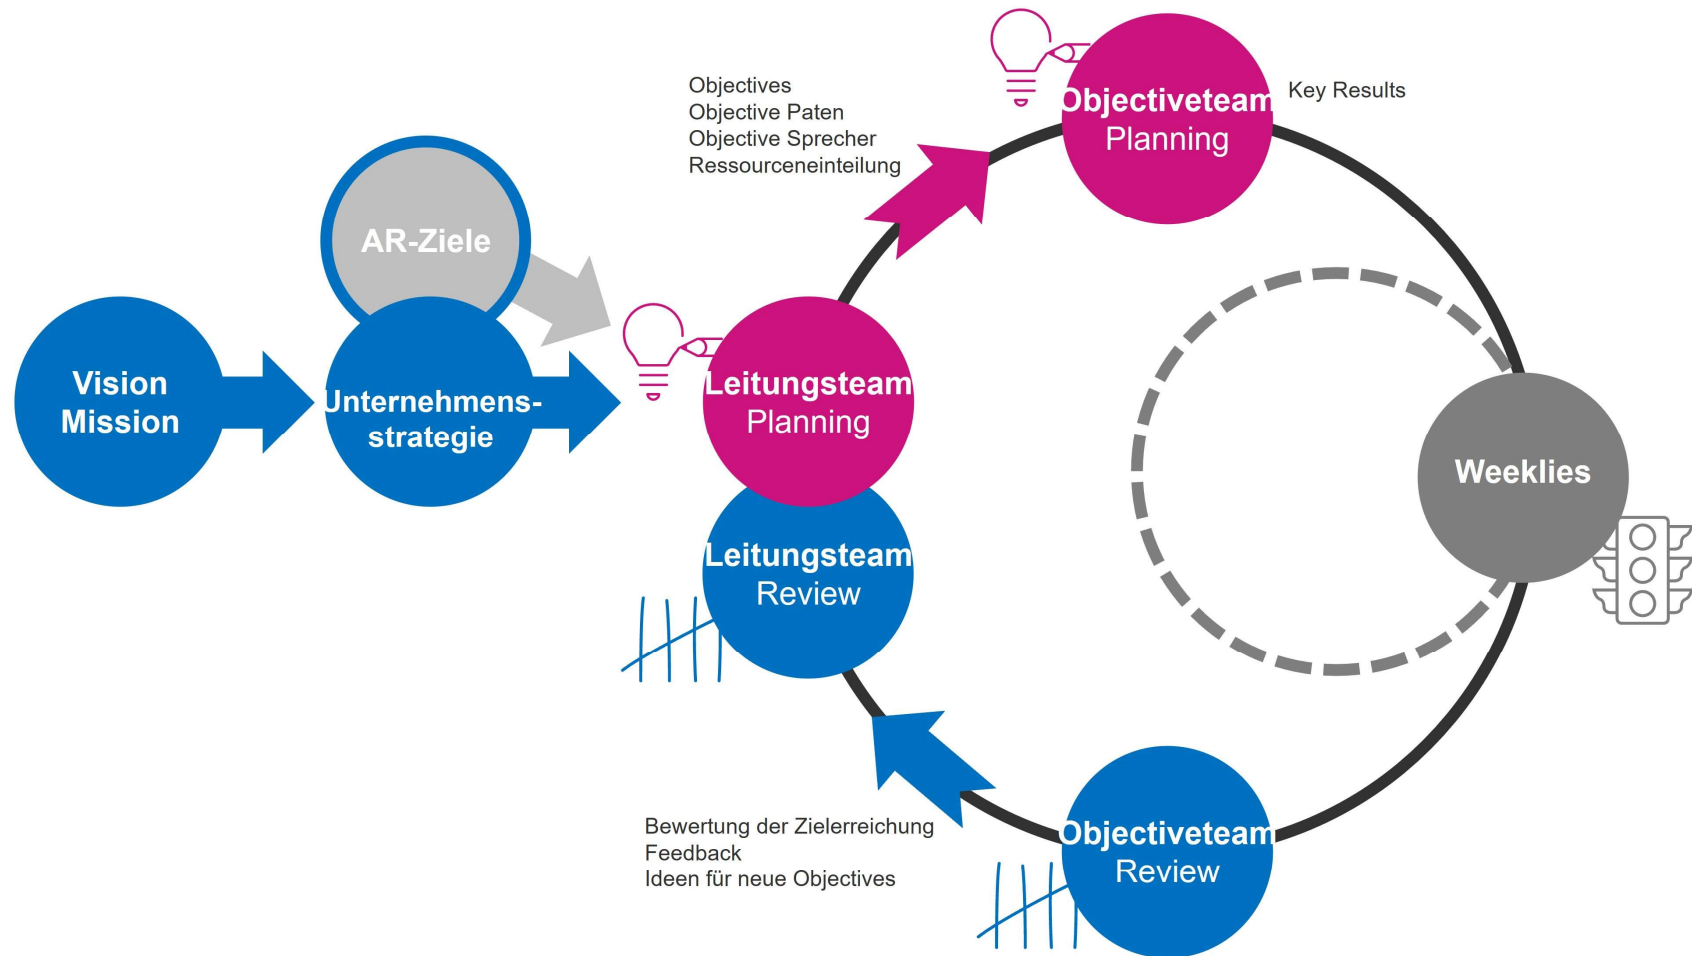 Objectives
Objective Paten
Objective Sprecher
Ressourceneinteilung
Objectiveteam
Planning
Key Results
AR-Ziele
Vision
Mission
Unternehmens-
strategie
Leitungsteam
Planning
Weeklies
Leitungsteam
Review
Bewertung der Zielerreichung
Feedback
Ideen für neue Objectives
Objectiveteam
Review